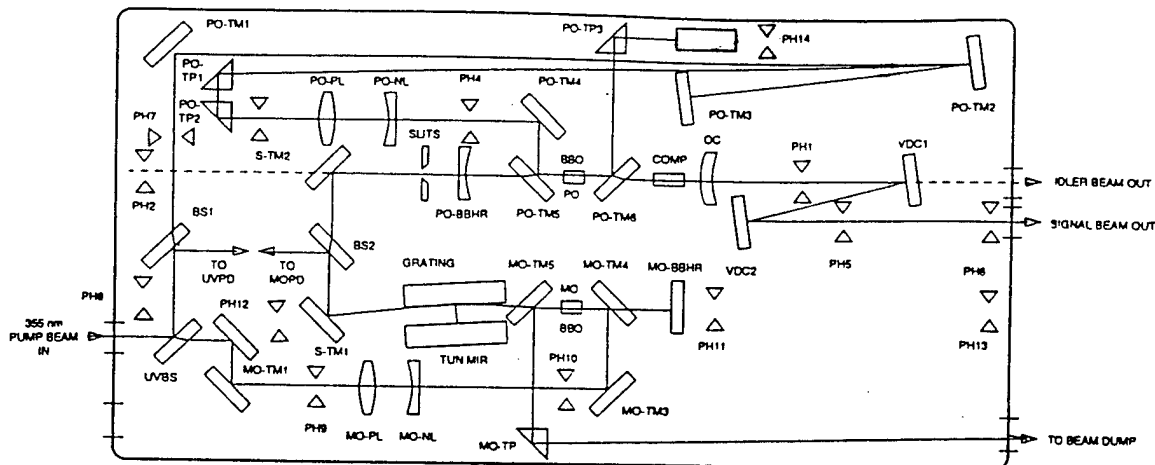 PO-TM1
PO-TP3
PH14
PO-
TP1
PO-PL
PO-NL
PH4
PO-TM4
PO-TM3
PO-TM2
PH7
PO-
TP2
S-TM2
SLITS
BBO
PO
COMP
OC
PH1
VDC1
IDLER BEAM OUT
PH2
PO-BBHR
PO-TM5
PO-TM6
SIGNAL BEAM OUT
BS1
BS2
VDC2
PH5
PH6
TO
UVPD
TO
MOPD
GRATING
MO-TM5
MO-TM4
MO-BBHR
PH8
PH12
MO
BBO
355 nm
PUMP BEAM
IN
S-TM1
TUN MIR
PH11
PH13
UVBS
MO-TM1
PH10
PH9
MO-PL
MO-NL
MO-TM3
MO-TP
TO BEAM DUMP